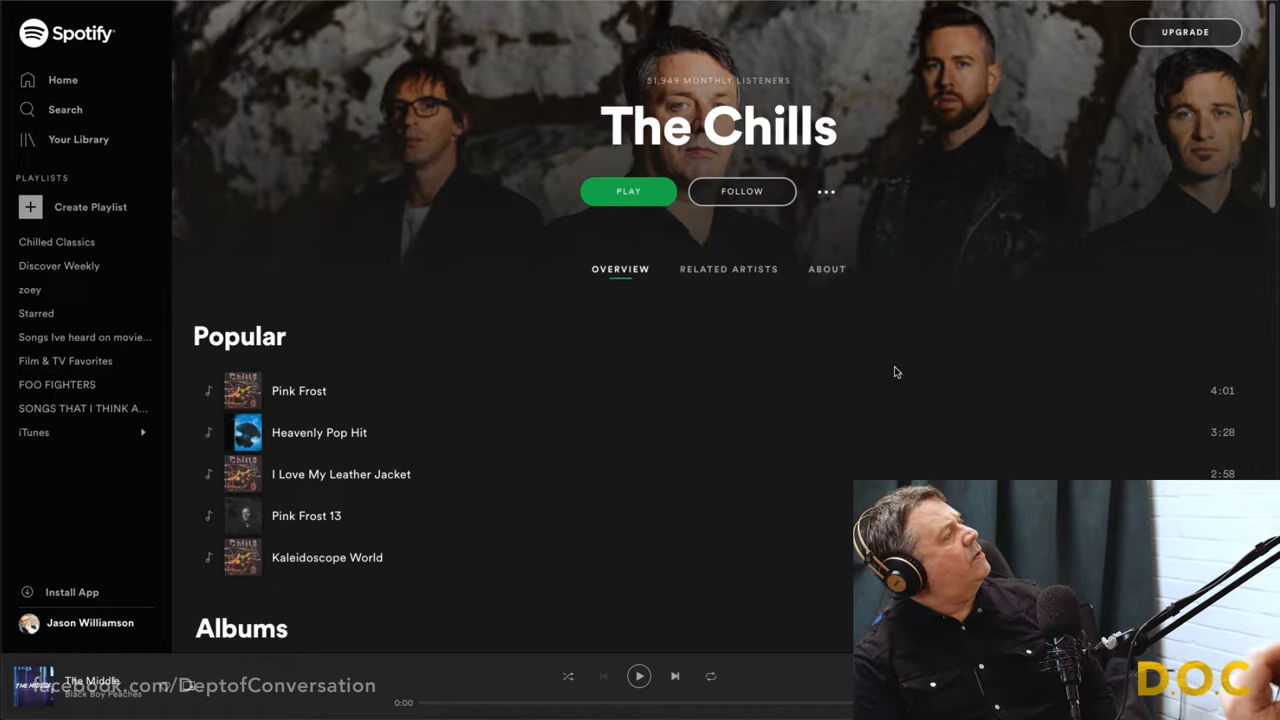 Spotify
Home
Search
Your Library
PLAYLISTS
Create Playlist
Chilled Classics
Discover Weekly
zoey
Starred
Songs Ive heard on movie...
Film & TV Favorites
FOO FIGHTERS
SONGS THAT I THINK A...
iTunes
Install App
Jason Williamson
UPGRADE
51,949 MONTHLY LISTENERS
The Chills
PLAY
FOLLOW
OVERVIEW
RELATED ARTISTS
ABOUT
Popular
Pink Frost
4:01
Heavenly Pop Hit
3:28
I Love My Leather Jacket
2:58
Pink Frost 13
Kaleidoscope World
Albums
The Middle
Black Boy Peaches
facebook.com/DeptofConversation
0:00
D.O.C